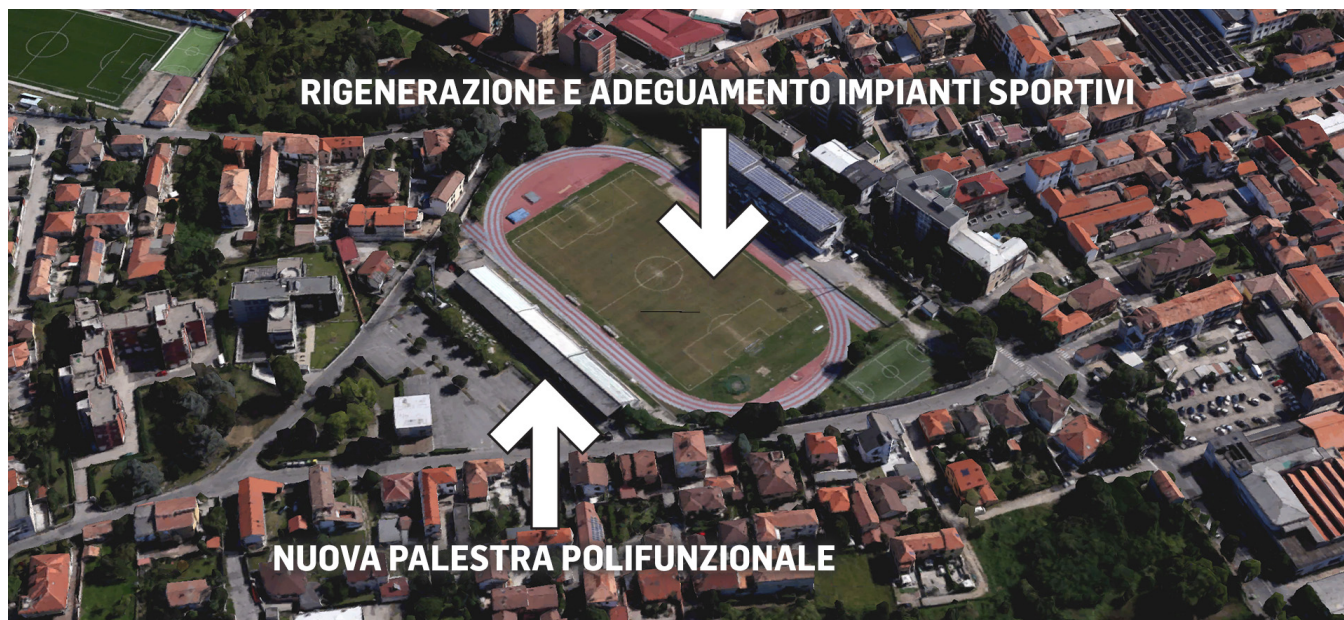 RIGENERAZIONE E ADEGUAMENTO IMPIANTI SPORTIVI
NUOVA PALESTRA POLIFUNZIONALE